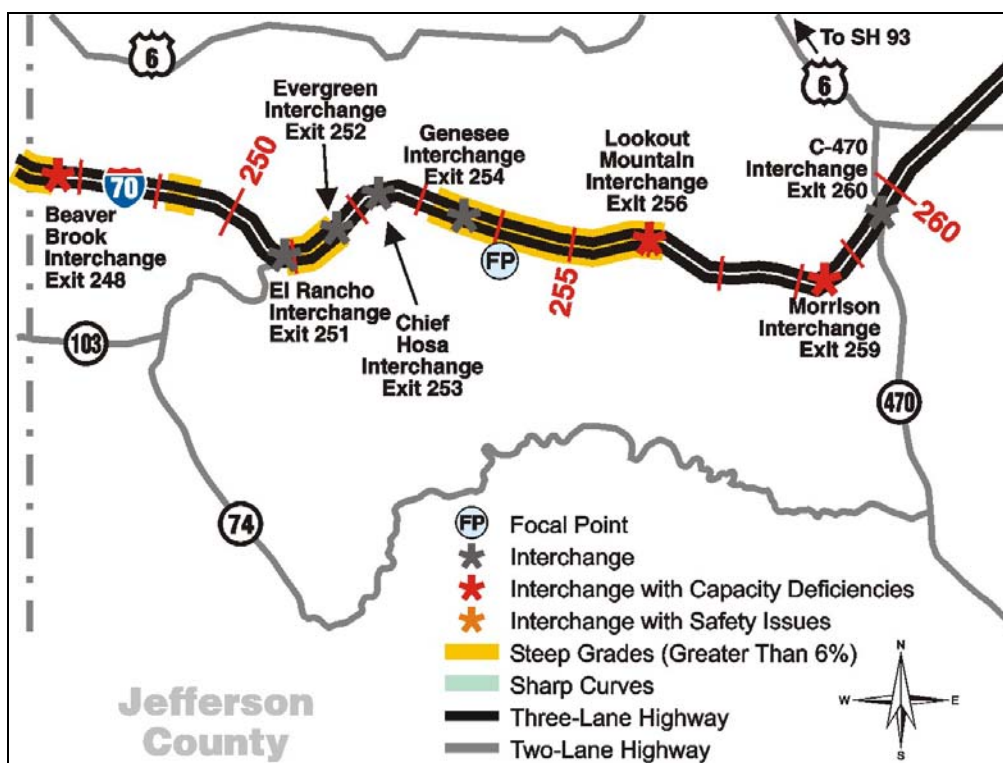 To SH 93
6
6
Evergreen
Interchange
Exit 252
Genesee
Interchange
Exit 254
Lookout
Mountain
Interchange
Exit 256
C-470
Interchange
Exit 260
250
70
260
Beaver
Brook
Interchange
Exit 248
FP
255
El Rancho
Interchange
Exit 251
Chief
Hosa
Interchange
Exit 253
Morrison
Interchange
Exit 259
103
470
74
FP Focal Point
Interchange
Interchange with Capacity Deficiencies
Interchange with Safety Issues
Steep Grades (Greater Than 6%)
Sharp Curves
Three-Lane Highway
Two-Lane Highway
Jefferson
County
N
W E
S